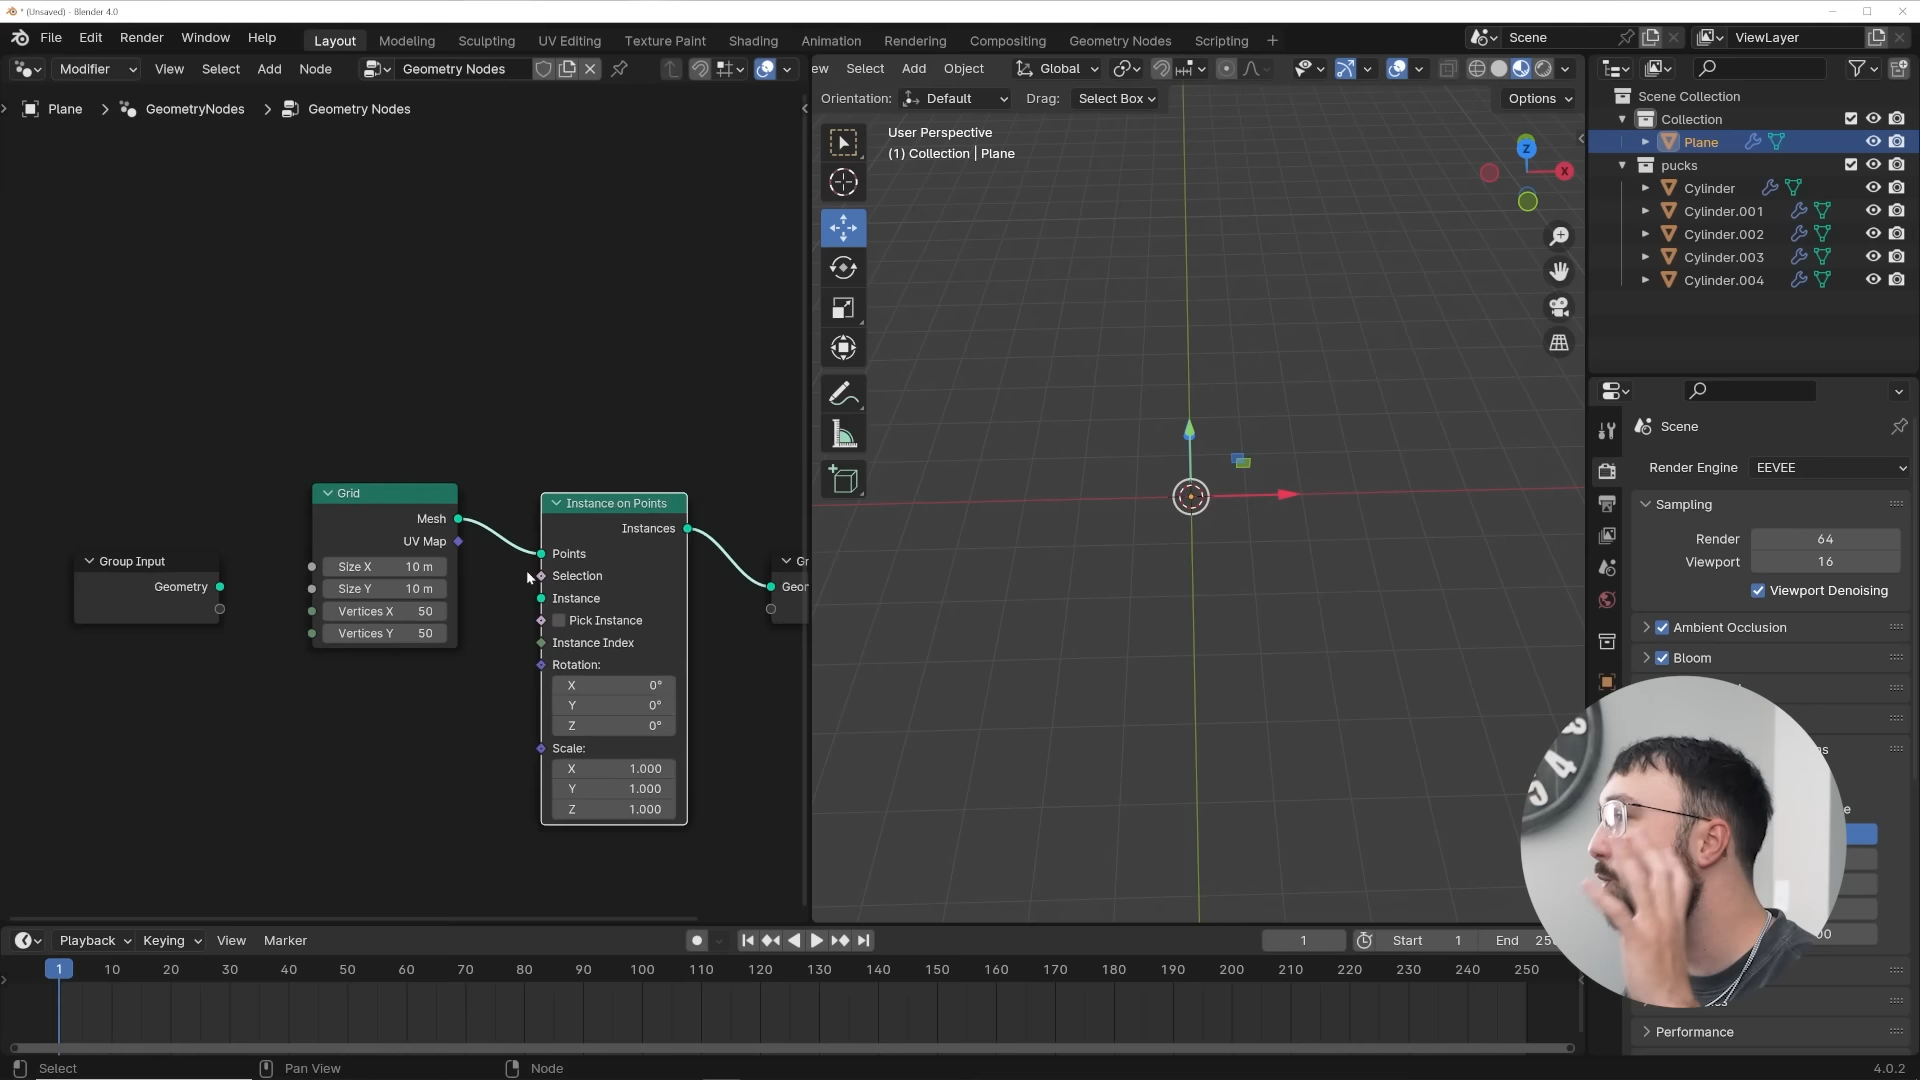 * (Unsaved) - Blender 4.0
File Edit Render Window Help
Layout Modeling Sculpting UV Editing Texture Paint Shading Animation Rendering Compositing Geometry Nodes Scripting +
Scene
ViewLayer
Modifier View Select Add Node
Geometry Nodes
Plane > GeometryNodes > Geometry Nodes
ew Select Add Object
Global
Orientation: Default Drag: Select Box
Options
User Perspective
(1) Collection | Plane
Z
X
Scene Collection
Collection
Plane
pucks
Cylinder
Cylinder.001
Cylinder.002
Cylinder.003
Cylinder.004
Group Input
Geometry
Grid
Mesh
UV Map
Size X 10 m
Size Y 10 m
Vertices X 50
Vertices Y 50
Instance on Points
Instances
Points
Selection
Instance
Pick Instance
Instance Index
Rotation:
X 0°
Y 0°
Z 0°
Scale:
X 1.000
Y 1.000
Z 1.000
Gr
Geor
Scene
Render Engine EEVEE
Sampling
Render 64
Viewport 16
Viewport Denoising
Ambient Occlusion
Bloom
Performance
Playback Keying View Marker
1 Start 1 End 25
1 10 20 30 40 50 60 70 80 90 100 110 120 130 140 150 160 170 180 190 200 210 220 230 240 250
Select Pan View Node
4.0.2